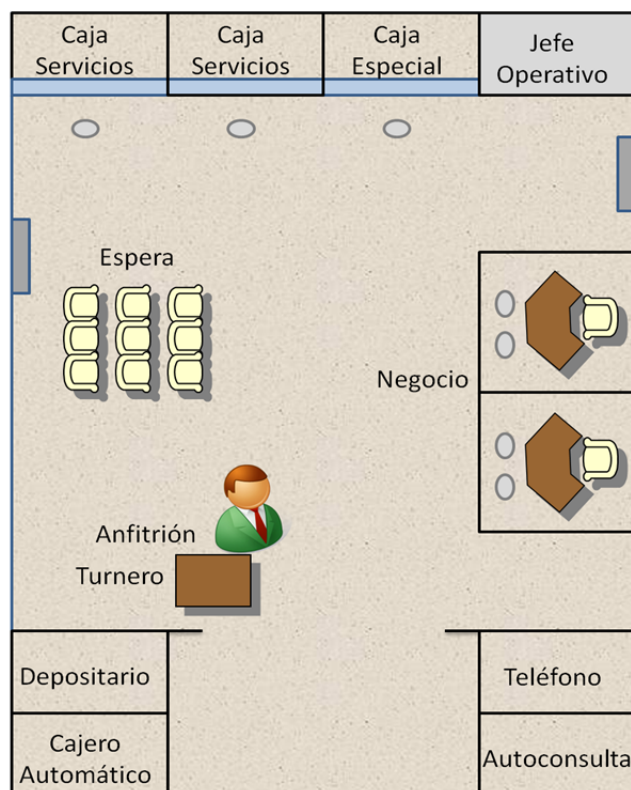 Caja
Servicios
Caja
Servicios
Caja
Especial
Jefe
Operativo
Espera
Negocio
Anfitrión
Turnero
Depositario
Teléfono
Cajero
Automático
Autoconsulta